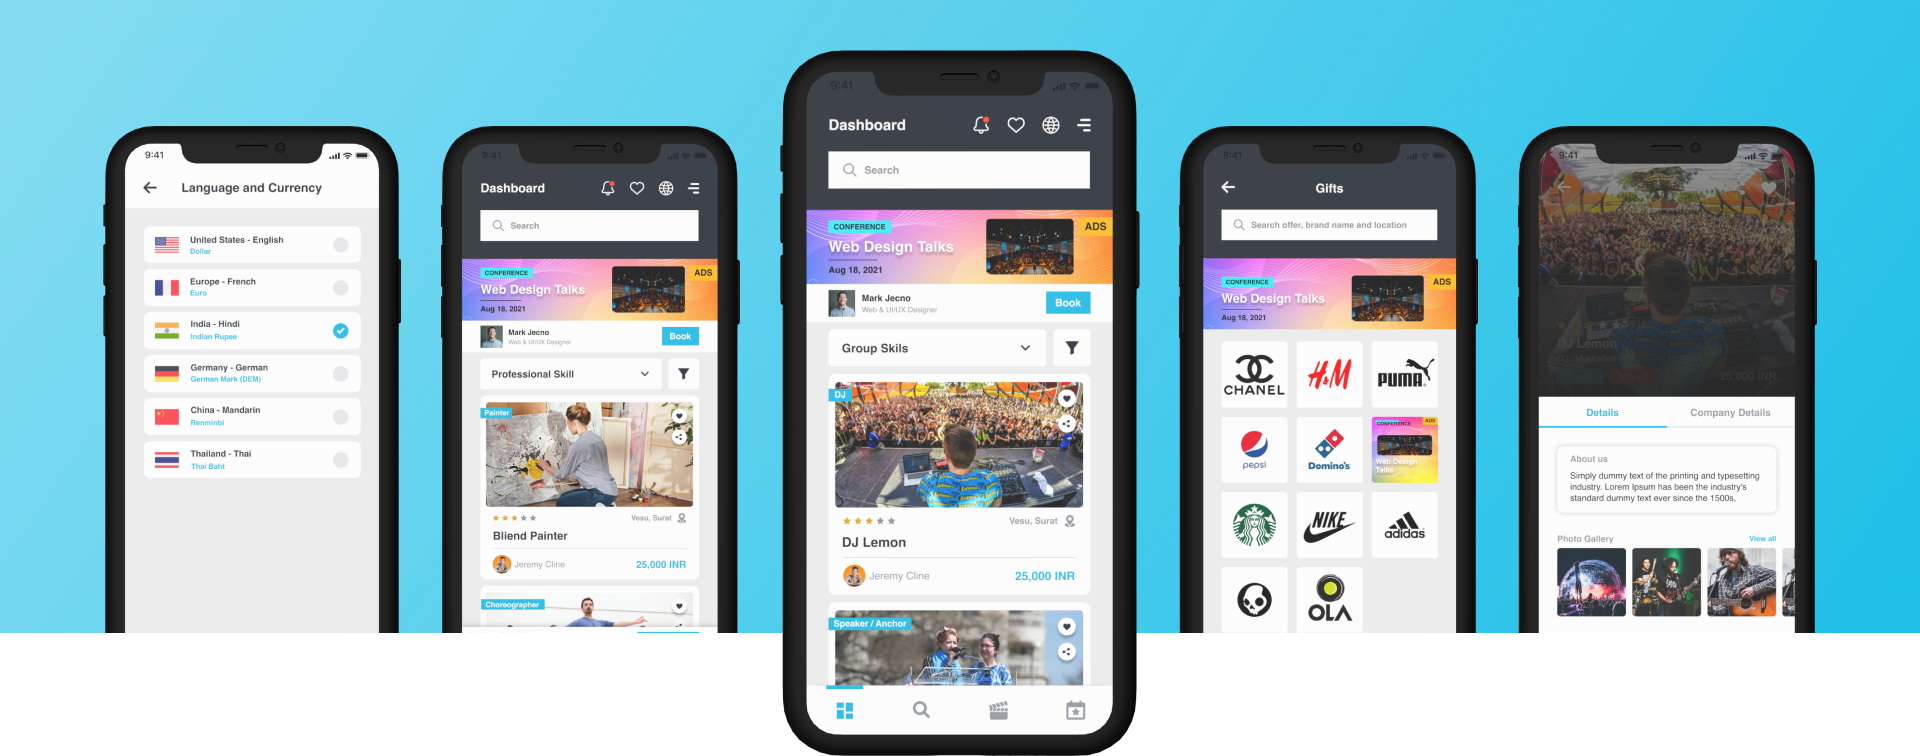 9:41
Language and Currency
United States - English
Dollar
Europe - French
Euro
India - Hindi
Indian Rupee
Germany - German
German Mark (DEM)
China - Mandarin
Renminbi
Thailand - Thai
Thai Baht
9:41
Dashboard
Search
CONFERENCE
ADS
Web Design Talks
Aug 18, 2021
Mark Jecno
Web & UI/UX Designer
Book
Professional Skill
Painter
Vesu, Surat
Bliend Painter
Jeremy Cline
25,000 INR
Choreographer
9:41
Dashboard
Search
CONFERENCE
ADS
Web Design Talks
Aug 18, 2021
Mark Jecno
Web & UI/UX Designer
Book
Group Skils
DJ
Vesu, Surat
DJ Lemon
Jeremy Cline
25,000 INR
Speaker / Anchor
9:41
Gifts
Search offer, brand name and location
CONFERENCE
ADS
Web Design Talks
Aug 18, 2021
CHANEL
H&M
PUMA
pepsi
Domino's
CONFERENCE
ADS
Web Design
Talks
NIKE
adidas
OLA
9:41
DJ Lemon
25,000 INR
Details
Company Details
About us
Simply dummy text of the printing and typesetting
industry. Lorem Ipsum has been the industry's
standard dummy text ever since the 1500s,
Photo Gallery
View all